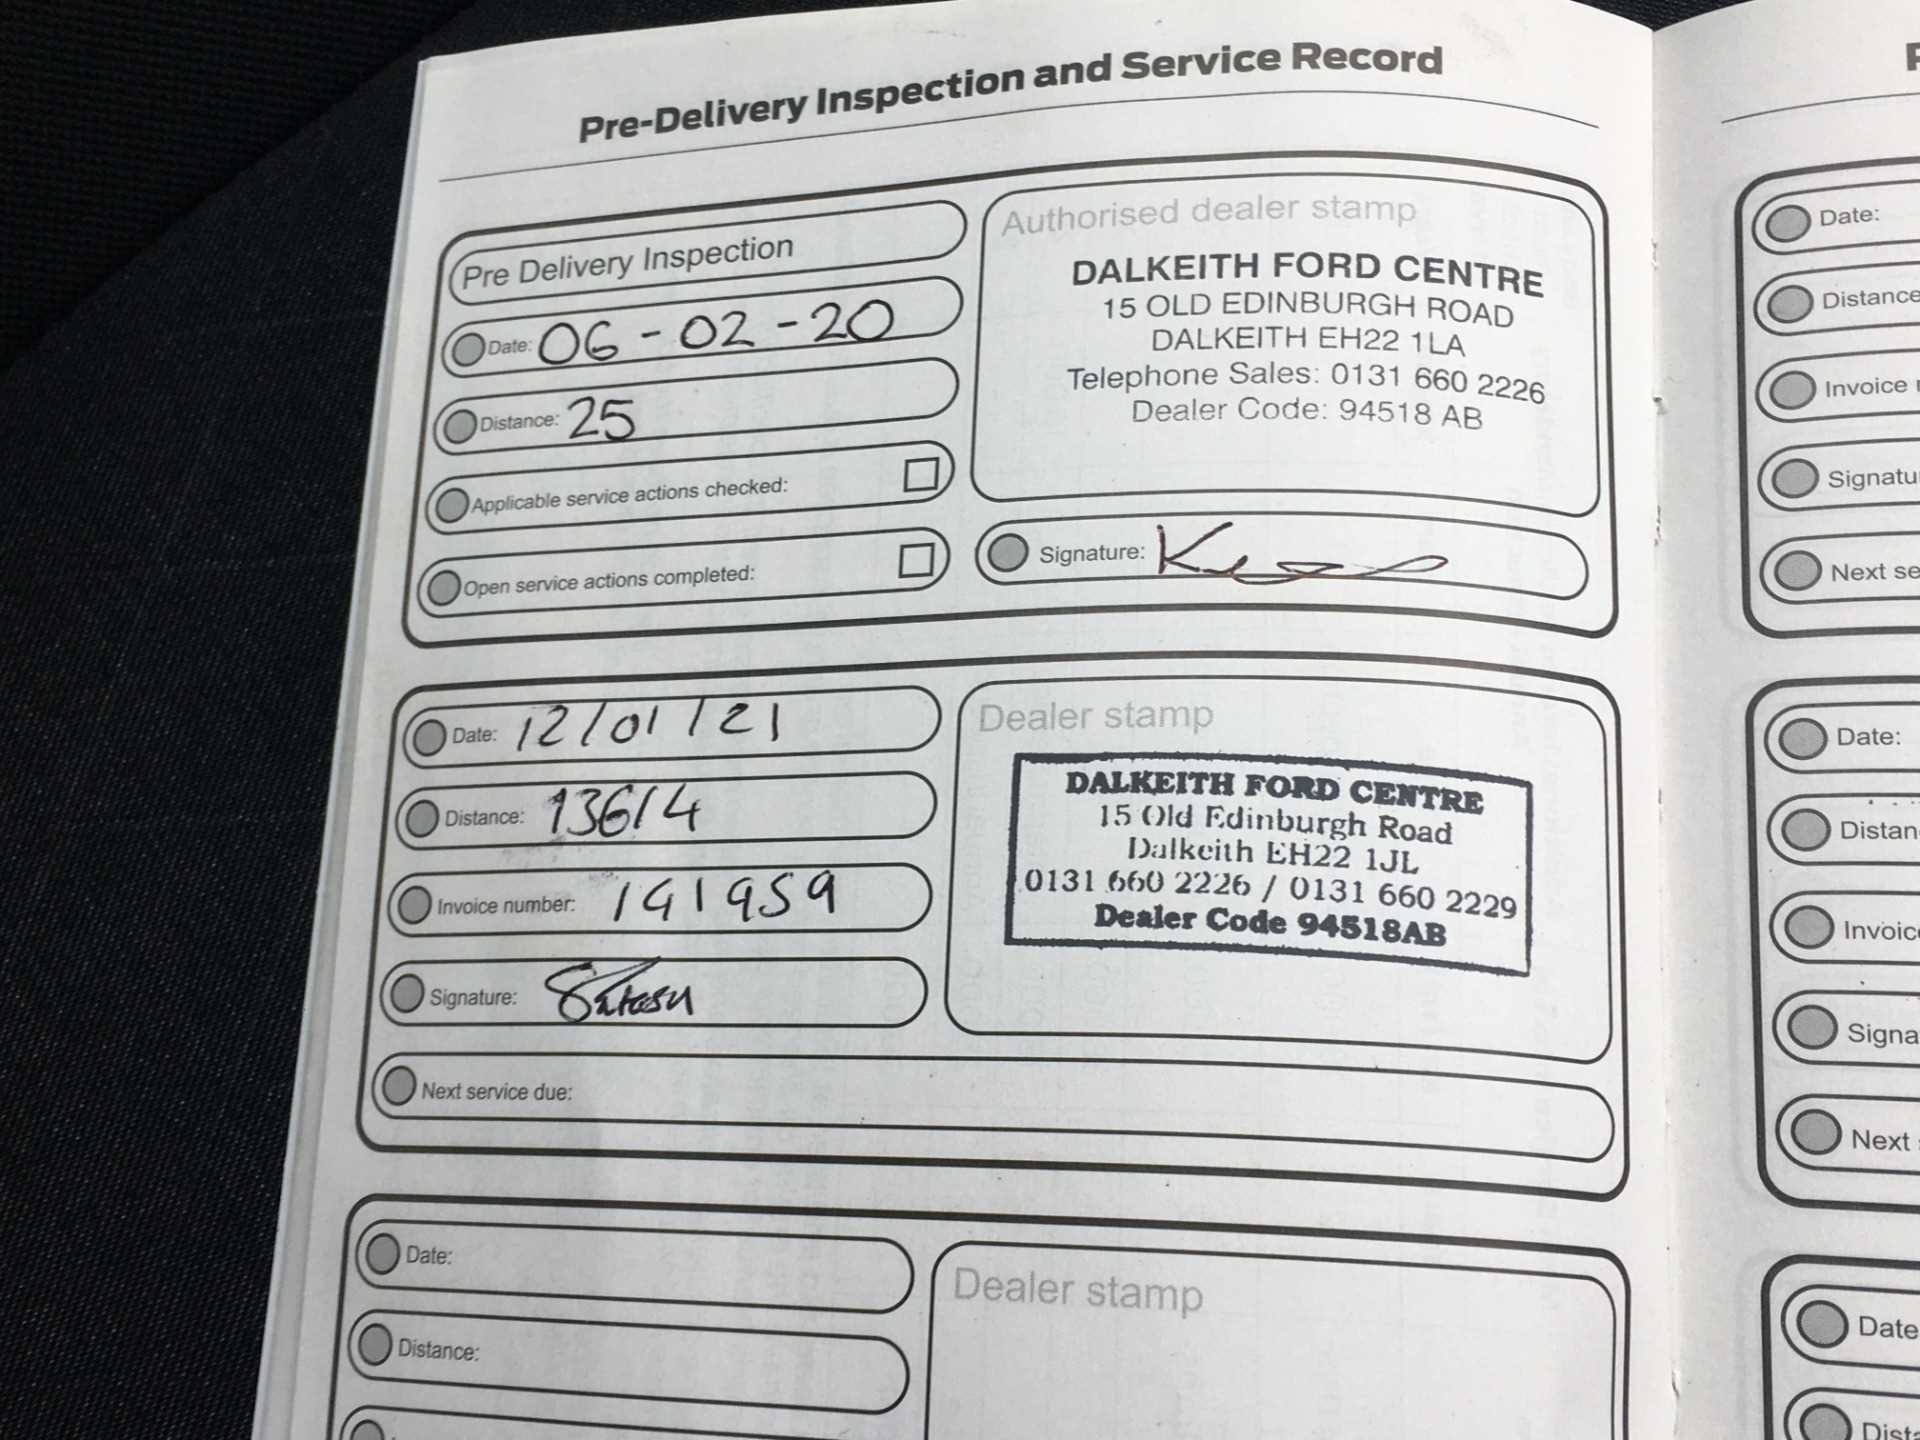 Pre-Delivery Inspection and Service Record
Pre Delivery Inspection
Date: 06-02-20
Distance: 25
Applicable service actions checked:
Open service actions completed:
Authorised dealer stamp
DALKEITH FORD CENTRE
15 OLD EDINBURGH ROAD
DALKEITH EH22 1LA
Telephone Sales: 0131 660 2226
Dealer Code: 94518 AB
Signature:
Date: 12/01/21
Distance: 13614
Invoice number: 191959
Signature:
Dealer stamp
DALKEITH FORD CENTRE
15 Old Edinburgh Road
Dalkeith EH22 1JL
0131 660 2226 / 0131 660 2229
Dealer Code 94518AB
Next service due:
Date:
Distance:
Dealer stamp
Date:
Distance
Invoice
Signatu
Next se
Date:
Distan
Invoic
Signa
Next
Date
Dist